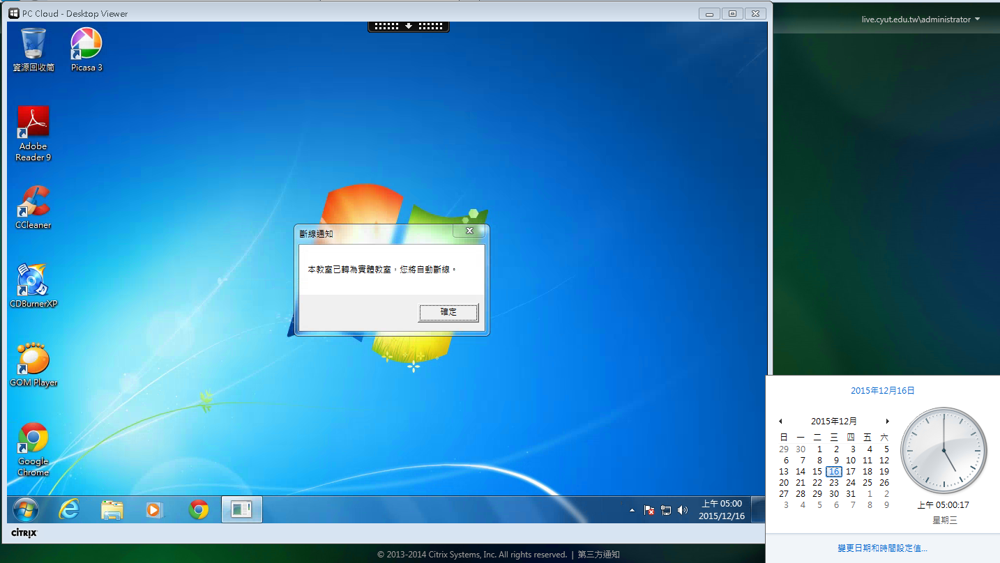 PC Cloud - Desktop Viewer
live.cyut.edu.tw\administrator
資源回收筒
Picasa 3
Adobe
Reader 9
CCleaner
CDBurnerXP
GOM Player
Google
Chrome
斷線通知
本教室已轉為實體教室，您將自動斷線。
確定
上午 05:00
2015/12/16
CITRIX
© 2013-2014 Citrix Systems, Inc. All rights reserved. | 第三方通知
2015年12月16日
2015年12月
日 一 二 三 四 五 六
29 30 1 2 3 4 5
6 7 8 9 10 11 12
13 14 15 16 17 18 19
20 21 22 23 24 25 26
27 28 29 30 31 1 2
3 4 5 6 7 8 9
上午 05:00:17
星期三
變更日期和時間設定值...